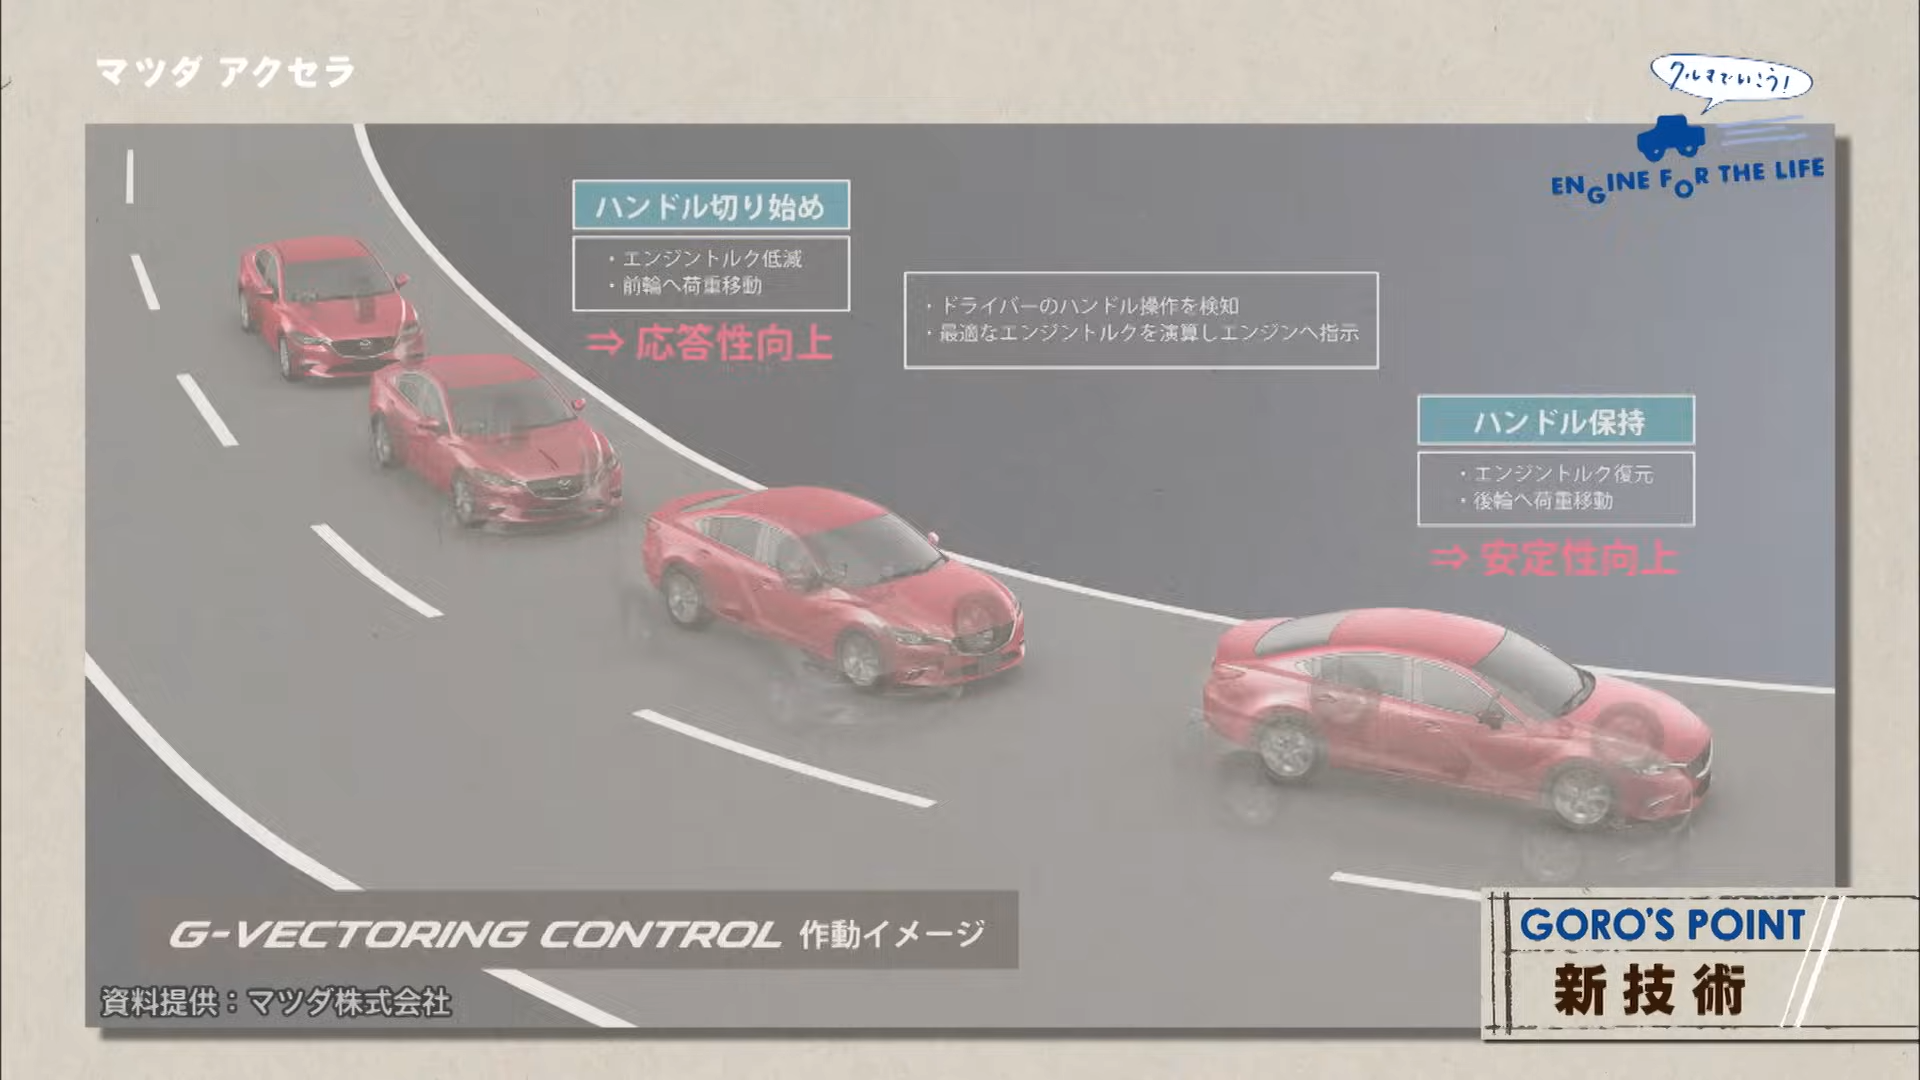 マツダ アクセラ
クルマでいこう!
ENGINE FOR THE LIFE
ハンドル切り始め
・エンジントルク低減
・前輪へ荷重移動
⇒ 応答性向上
・ドライバーのハンドル操作を検知
・最適なエンジントルクを演算しエンジンへ指示
ハンドル保持
・エンジントルク復元
・後輪へ荷重移動
⇒ 安定性向上
G-VECTORING CONTROL 作動イメージ
資料提供：マツダ株式会社
GORO'S POINT
新技術